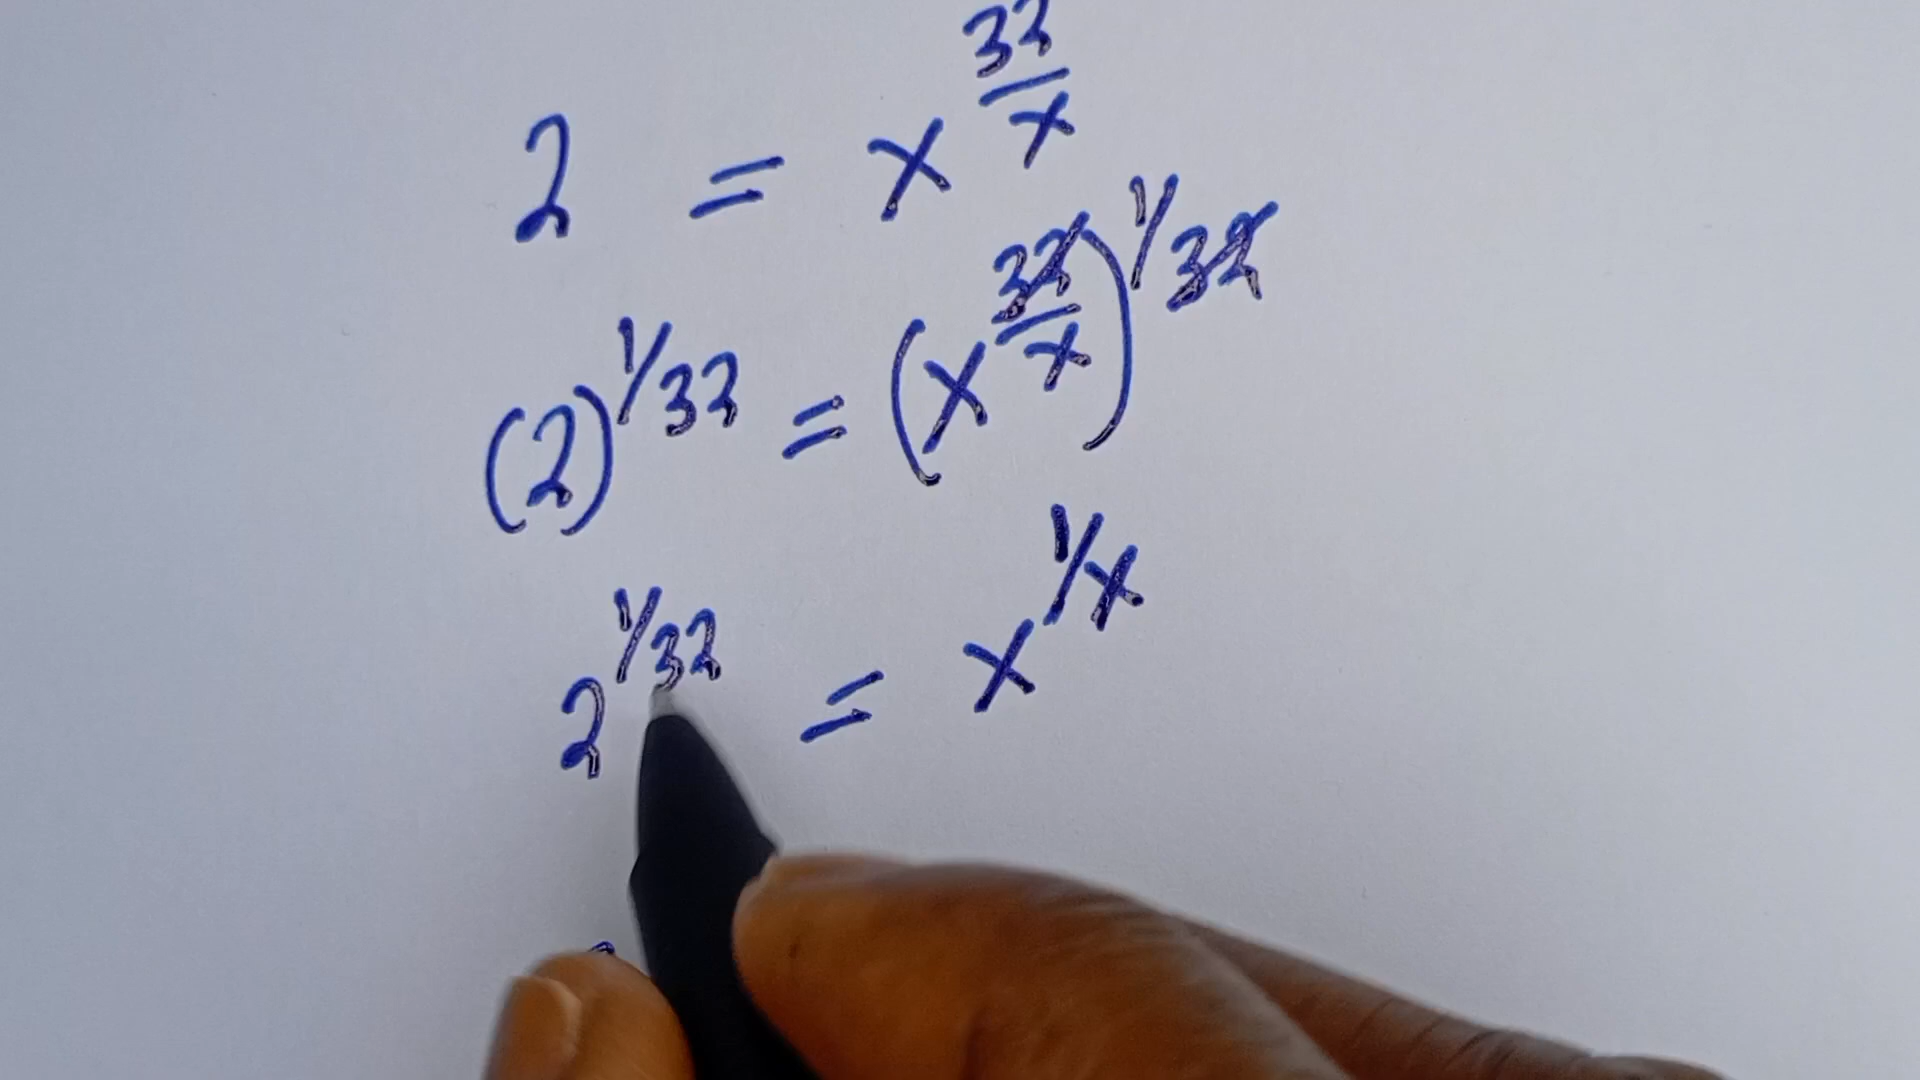 2 = x^(32/x)
(2)^(1/32) = (x^(32/x))^(1/32)
2^(1/32) = x^(1/x)